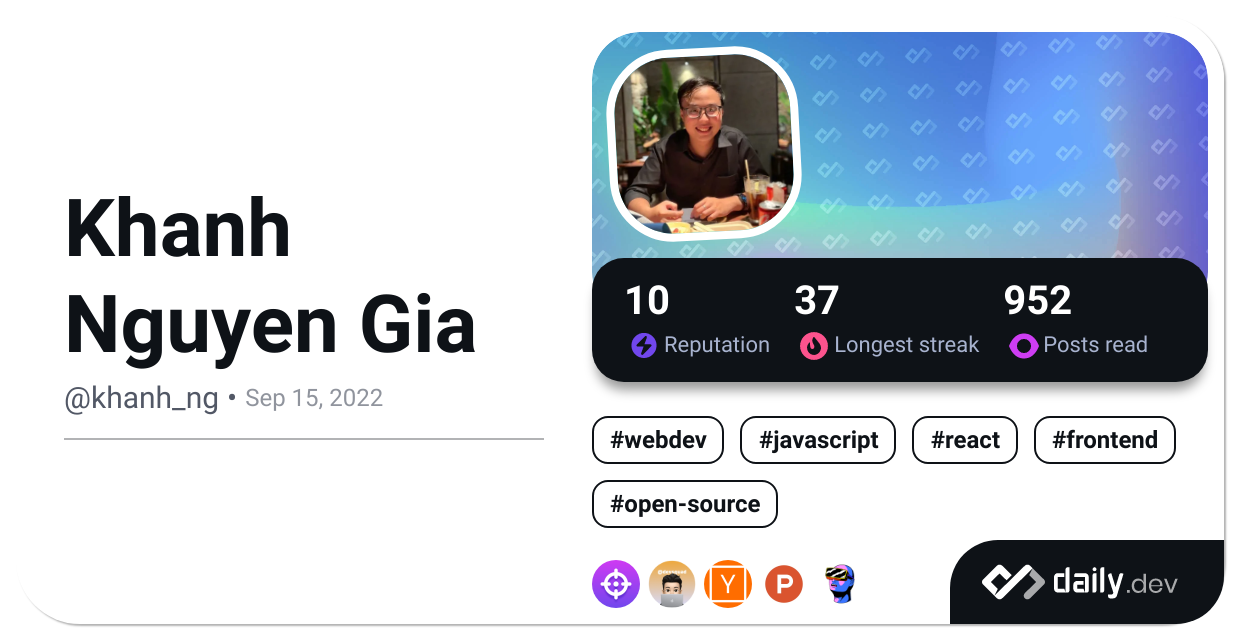 Khanh
Nguyen Gia
@khanh_ng • Sep 15, 2022
10 37 952
Reputation Longest streak Posts read
#webdev #javascript #react #frontend
#open-source
Y P
daily.dev